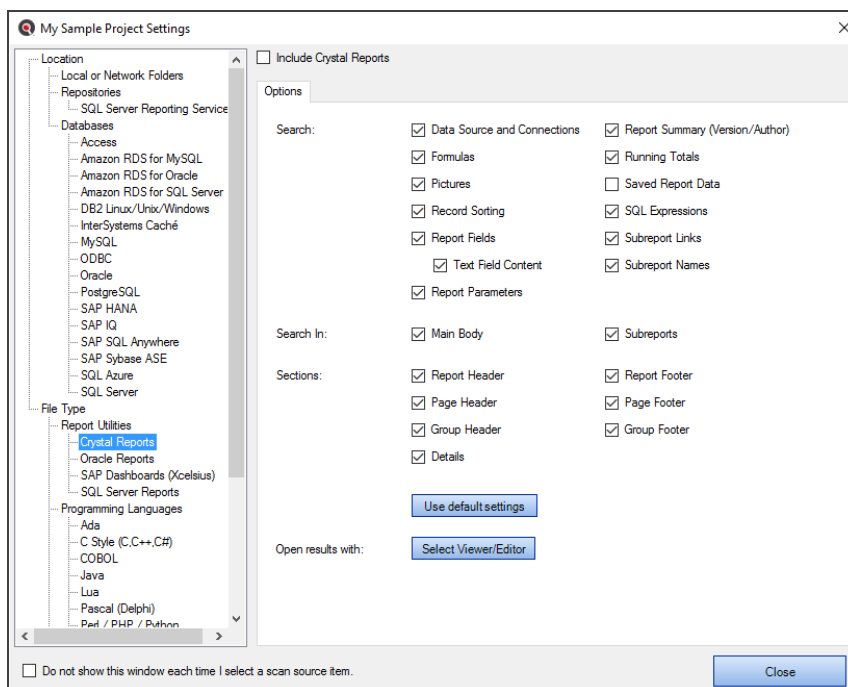 My Sample Project Settings
Location
Local or Network Folders
Repositories
SQL Server Reporting Service
Databases
Access
Amazon RDS for MySQL
Amazon RDS for Oracle
Amazon RDS for SQL Server
DB2 Linux/Unix/Windows
InterSystems Caché
MySQL
ODBC
Oracle
PostgreSQL
SAP HANA
SAP IQ
SAP SQL Anywhere
SAP Sybase ASE
SQL Azure
SQL Server
File Type
Report Utilities
Crystal Reports
Oracle Reports
SAP Dashboards (Xcelsius)
SQL Server Reports
Programming Languages
Ada
C Style (C,C++,C#)
COBOL
Java
Lua
Pascal (Delphi)
Perl / PHP / Python
Include Crystal Reports
Options
Search: Data Source and Connections Report Summary (Version/Author)
Formulas Running Totals
Pictures Saved Report Data
Record Sorting SQL Expressions
Report Fields Subreport Links
Text Field Content Subreport Names
Report Parameters
Search In: Main Body Subreports
Sections: Report Header Report Footer
Page Header Page Footer
Group Header Group Footer
Details
Use default settings
Open results with: Select Viewer/Editor
Do not show this window each time I select a scan source item. Close